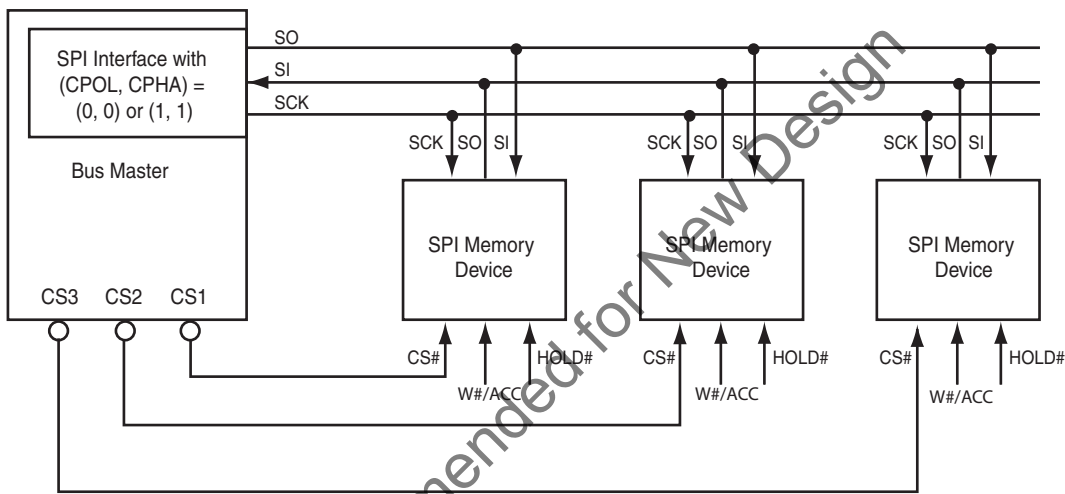 SO
SPI Interface with
(CPOL, CPHA) =
(0, 0) or (1, 1)
SI
SCK
Bus Master
SCK SO SI
SCK SO SI
SCK SO SI
SPI Memory
Device
SPI Memory
Device
SPI Memory
Device
CS3 CS2 CS1
CS#
W#/ACC
HOLD#
CS#
W#/ACC
HOLD#
CS#
W#/ACC
HOLD#
for New Design